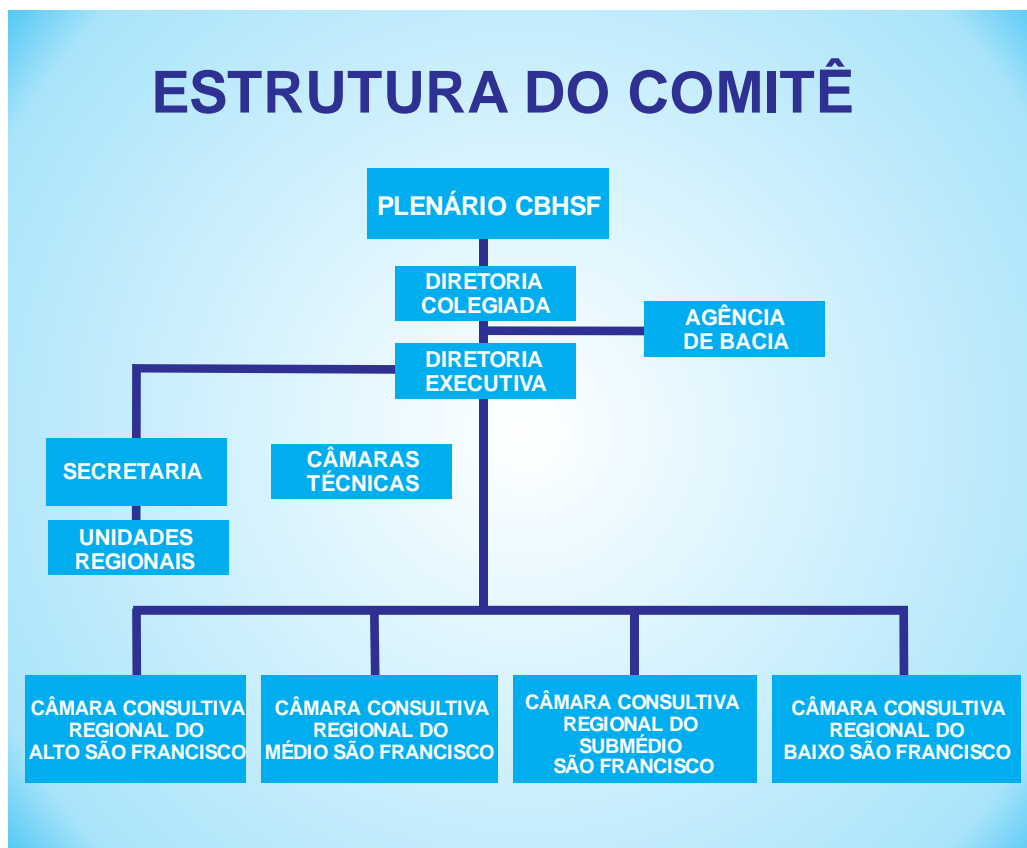 ESTRUTURA DO COMITÊ
PLENÁRIO CBHSF
DIRETORIA
COLEGIADA
AGÊNCIA
DE BACIA
DIRETORIA
EXECUTIVA
SECRETARIA
CÂMARAS
TÉCNICAS
UNIDADES
REGIONAIS
CÂMARA CONSULTIVA
REGIONAL DO
ALTO SÃO FRANCISCO
CÂMARA CONSULTIVA
REGIONAL DO
MÉDIO SÃO FRANCISCO
CÂMARA CONSULTIVA
REGIONAL DO
SUBMÉDIO
SÃO FRANCISCO
CÂMARA CONSULTIVA
REGIONAL DO
BAIXO SÃO FRANCISCO